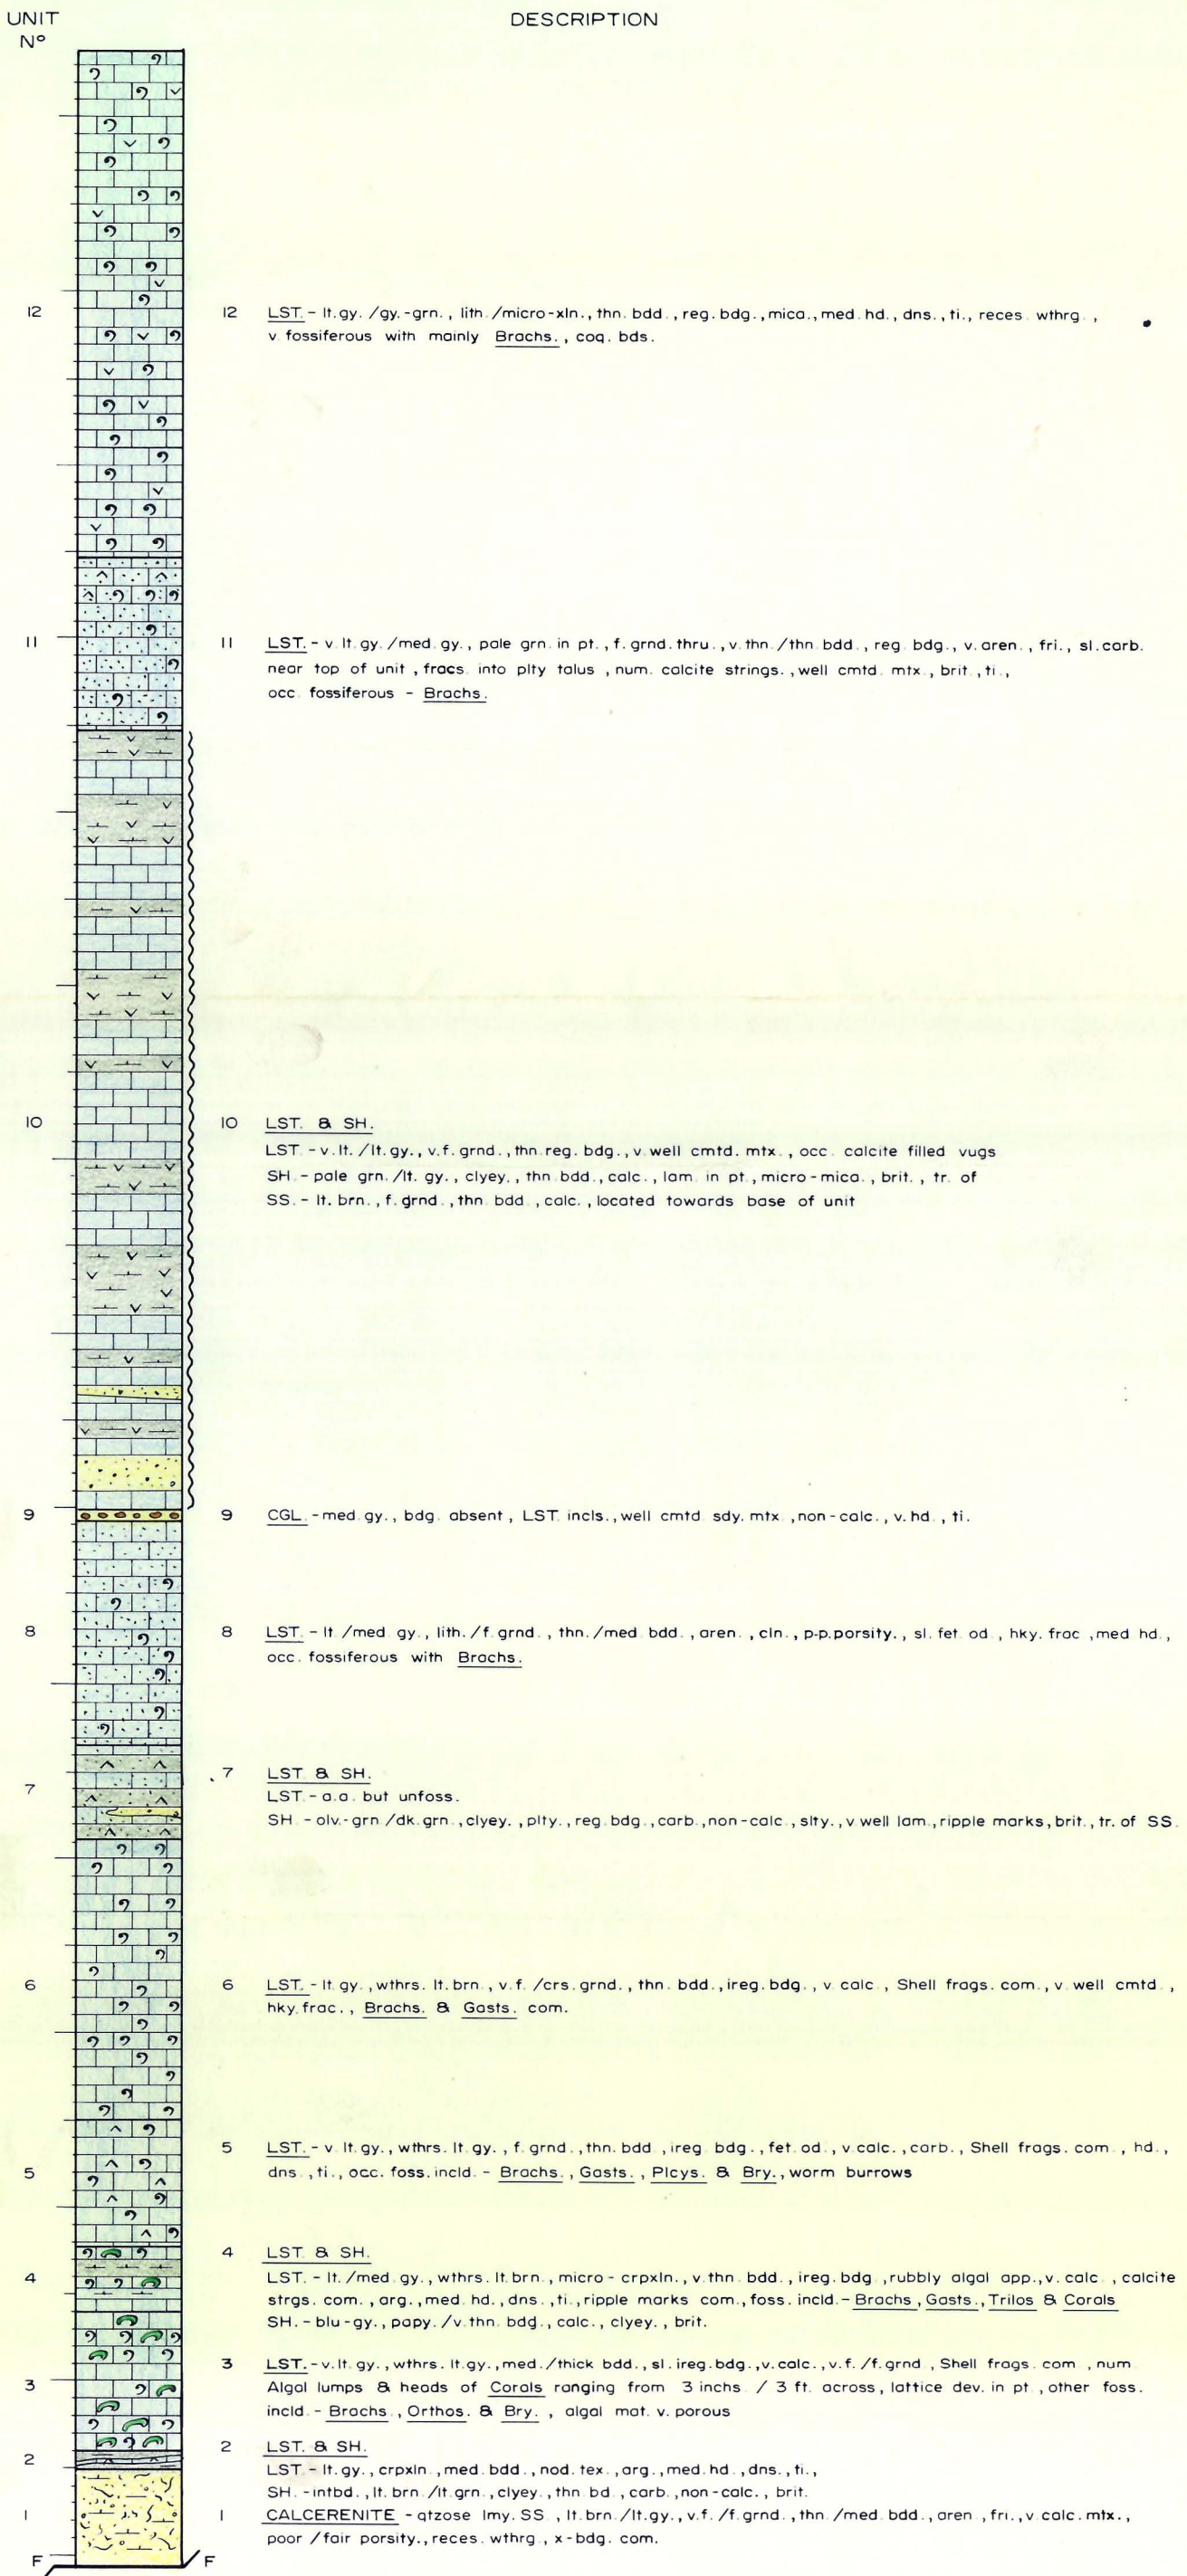 UNIT
Nº
DESCRIPTION
12
12 LST. - lt. gy. / gy.-grn., lith. / micro-xln., thn. bdd., reg. bdg., mica., med. hd., dns., ti., reces. wthrg.,
v. fossiferous with mainly Brachs., coq. bds.
11
11 LST. - v. lt. gy. / med. gy., pale grn. in pt., f. grnd. thru., v. thn. / thn. bdd., reg. bdg., v. aren., fri., sl. carb.
near top of unit, fracs. into plty talus, num. calcite strings., well cmtd. mtx., brit., ti.,
occ. fossiferous - Brachs.
10
10 LST. & SH.
LST. - v. lt. / lt. gy., v. f. grnd., thn. reg. bdg., v. well cmtd. mtx., occ. calcite filled vugs
SH. - pale grn. / lt. gy., clyey., thn. bdd., calc., lam. in pt., micro-mica., brit., tr. of
SS. - lt. brn., f. grnd., thn. bdd., calc., located towards base of unit
9
9 CGL. - med. gy., bdg. absent, LST. incls., well cmtd. sdy. mtx., non-calc., v. hd., ti.
8
8 LST. - lt. / med. gy., lith. / f. grnd., thn. / med. bdd., aren., cln., p-p. porsity., sl. fet. od., hky. frac., med. hd.,
occ. fossiferous with Brachs.
7
7 LST. & SH.
LST. - a.a. but unfoss.
SH. - olv.-grn. / dk. grn., clyey., plty., reg. bdg., carb., non-calc., slty., v. well lam., ripple marks, brit., tr. of SS.
6
6 LST. - lt. gy., wthrs. lt. brn., v. f. / crs. grnd., thn. bdd., ireg. bdg., v. calc., Shell frags. com., v. well cmtd.,
hky. frac., Brachs. & Gasts. com.
5
5 LST. - v. lt. gy., wthrs. lt. gy., f. grnd., thn. bdd., ireg. bdg., fet. od., v. calc., carb., Shell frags. com., hd.,
dns., ti., occ. foss. incld. - Brachs., Gasts., Plcys. & Bry., worm burrows
4
4 LST. & SH.
LST. - lt. / med. gy., wthrs. lt. brn., micro-crpxln., v. thn. bdd., ireg. bdg., rubbly algal app., v. calc., calcite
strgs. com., arg., med. hd., dns., ti., ripple marks com., foss. incld. - Brachs., Gasts., Trilos & Corals
SH. - blu-gy., papy. / v. thn. bdg., calc., clyey., brit.
3
3 LST. - v. lt. gy., wthrs. lt. gy., med. / thick bdd., sl. ireg. bdg., v. calc., v. f. / f. grnd., Shell frags. com., num.
Algal lumps & heads of Corals ranging from 3 inchs. / 3 ft. across, lattice dev. in pt., other foss.
incld. - Brachs., Orthos. & Bry., algal mat. v. porous
2
2 LST. & SH.
LST. - lt. gy., crpxln., med. bdd., nod. tex., arg., med. hd., dns., ti.,
SH. - intbd., lt. brn. / lt. grn., clyey., thn. bd., carb., non-calc., brit.
1
1 CALCERENITE - qtzose lmy. SS., lt. brn. / lt. gy., v. f. / f. grnd., thn. / med. bdd., aren., fri., v. calc. mtx.,
poor / fair porsity., reces. wthrg., x-bdg. com.
F F